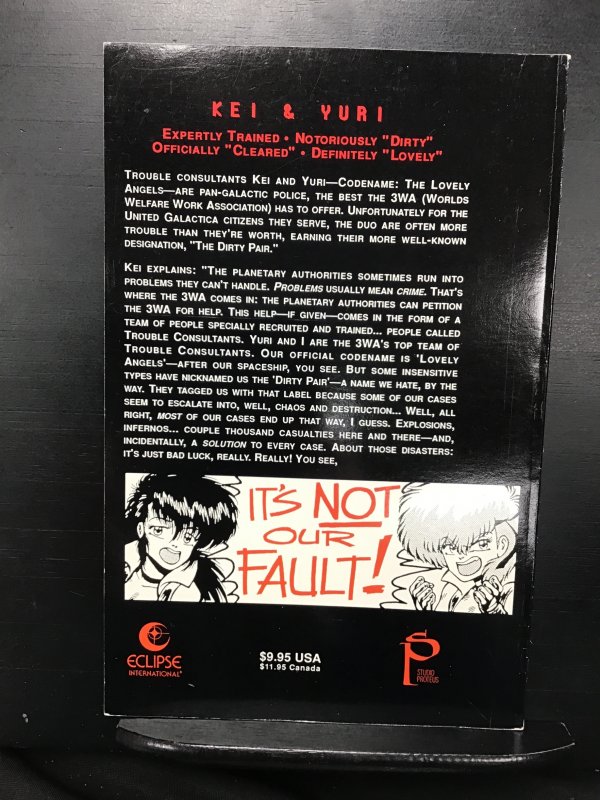 KEI & YURI
EXPERTLY TRAINED • NOTORIOUSLY "DIRTY"
OFFICIALLY "CLEARED" • DEFINITELY "LOVELY"
TROUBLE CONSULTANTS KEI AND YURI—CODENAME: THE LOVELY
ANGELS—ARE PAN-GALACTIC POLICE, THE BEST THE 3WA (WORLDS
WELFARE WORK ASSOCIATION) HAS TO OFFER. UNFORTUNATELY FOR THE
UNITED GALACTICA CITIZENS THEY SERVE, THE DUO ARE OFTEN MORE
TROUBLE THAN THEY'RE WORTH, EARNING THEIR MORE WELL-KNOWN
DESIGNATION, "THE DIRTY PAIR."
KEI EXPLAINS: "THE PLANETARY AUTHORITIES SOMETIMES RUN INTO
PROBLEMS THEY CAN'T HANDLE. PROBLEMS USUALLY MEAN CRIME. THAT'S
WHERE THE 3WA COMES IN: THE PLANETARY AUTHORITIES CAN PETITION
THE 3WA FOR HELP. THIS HELP—IF GIVEN—COMES IN THE FORM OF A
TEAM OF PEOPLE SPECIALLY RECRUITED AND TRAINED... PEOPLE CALLED
TROUBLE CONSULTANTS. YURI AND I ARE THE 3WA'S TOP TEAM OF
TROUBLE CONSULTANTS. OUR OFFICIAL CODENAME IS 'LOVELY
ANGELS'—AFTER OUR SPACESHIP, YOU SEE. BUT SOME INSENSITIVE
TYPES HAVE NICKNAMED US THE 'DIRTY PAIR'—A NAME WE HATE, BY THE
WAY. THEY TAGGED US WITH THAT LABEL BECAUSE SOME OF OUR CASES
SEEM TO ESCALATE INTO, WELL, CHAOS AND DESTRUCTION... WELL, ALL
RIGHT, MOST OF OUR CASES END UP THAT WAY, I GUESS. EXPLOSIONS,
INFERNOS... COUPLE THOUSAND CASUALTIES HERE AND THERE—AND,
INCIDENTALLY, A SOLUTION TO EVERY CASE. ABOUT THOSE DISASTERS:
IT'S JUST BAD LUCK, REALLY. REALLY! YOU SEE,
IT'S NOT
OUR
FAULT!
ECLIPSE
INTERNATIONAL
$9.95 USA
$11.95 Canada
SP
STUDIO
PROTEUS